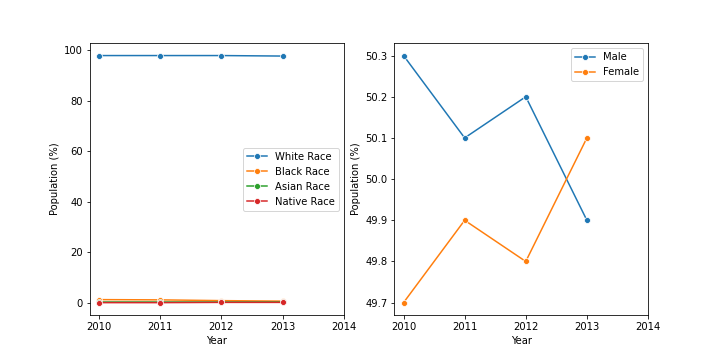 100
80
60
40
20
0
Population (%)
2010 2011 2012 2013 2014
Year
White Race
Black Race
Asian Race
Native Race
50.3
50.2
50.1
50.0
49.9
49.8
49.7
Population (%)
2010 2011 2012 2013 2014
Year
Male
Female